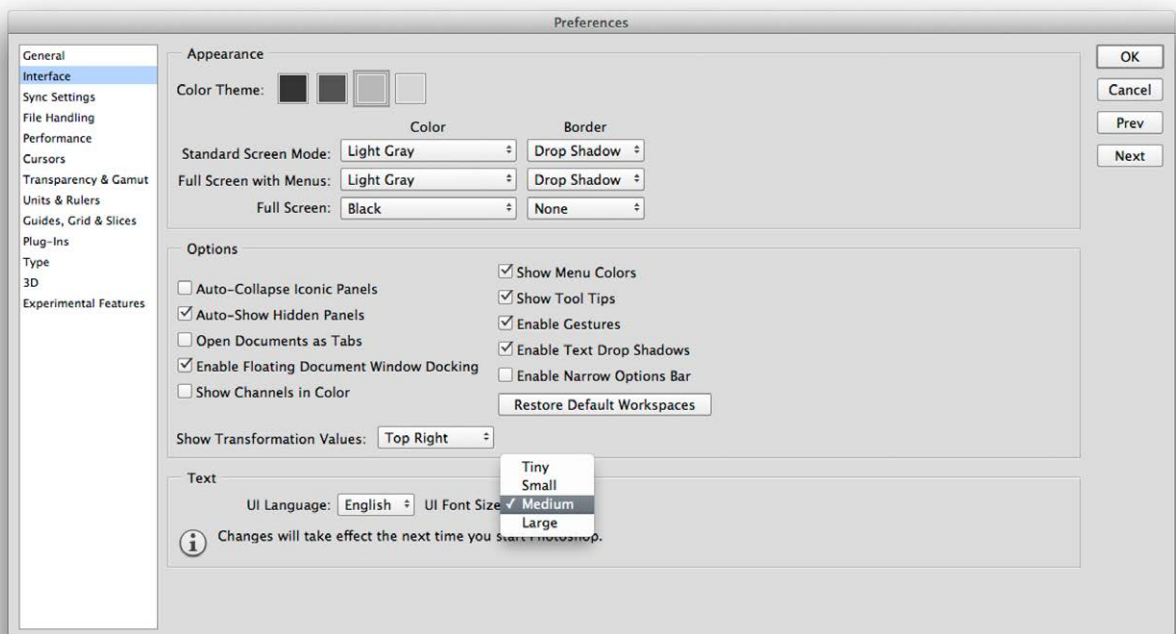 Preferences
General
Interface
Sync Settings
File Handling
Performance
Cursors
Transparency & Gamut
Units & Rulers
Guides, Grid & Slices
Plug-Ins
Type
3D
Experimental Features
Appearance
Color Theme:
Color Border
Standard Screen Mode: Light Gray Drop Shadow
Full Screen with Menus: Light Gray Drop Shadow
Full Screen: Black None
Options
Auto-Collapse Iconic Panels
Auto-Show Hidden Panels
Open Documents as Tabs
Enable Floating Document Window Docking
Show Channels in Color
Show Menu Colors
Show Tool Tips
Enable Gestures
Enable Text Drop Shadows
Enable Narrow Options Bar
Restore Default Workspaces
Show Transformation Values: Top Right
Text
UI Language: English UI Font Size
Tiny
Small
Medium
Large
Changes will take effect the next time you start Photoshop.
OK
Cancel
Prev
Next